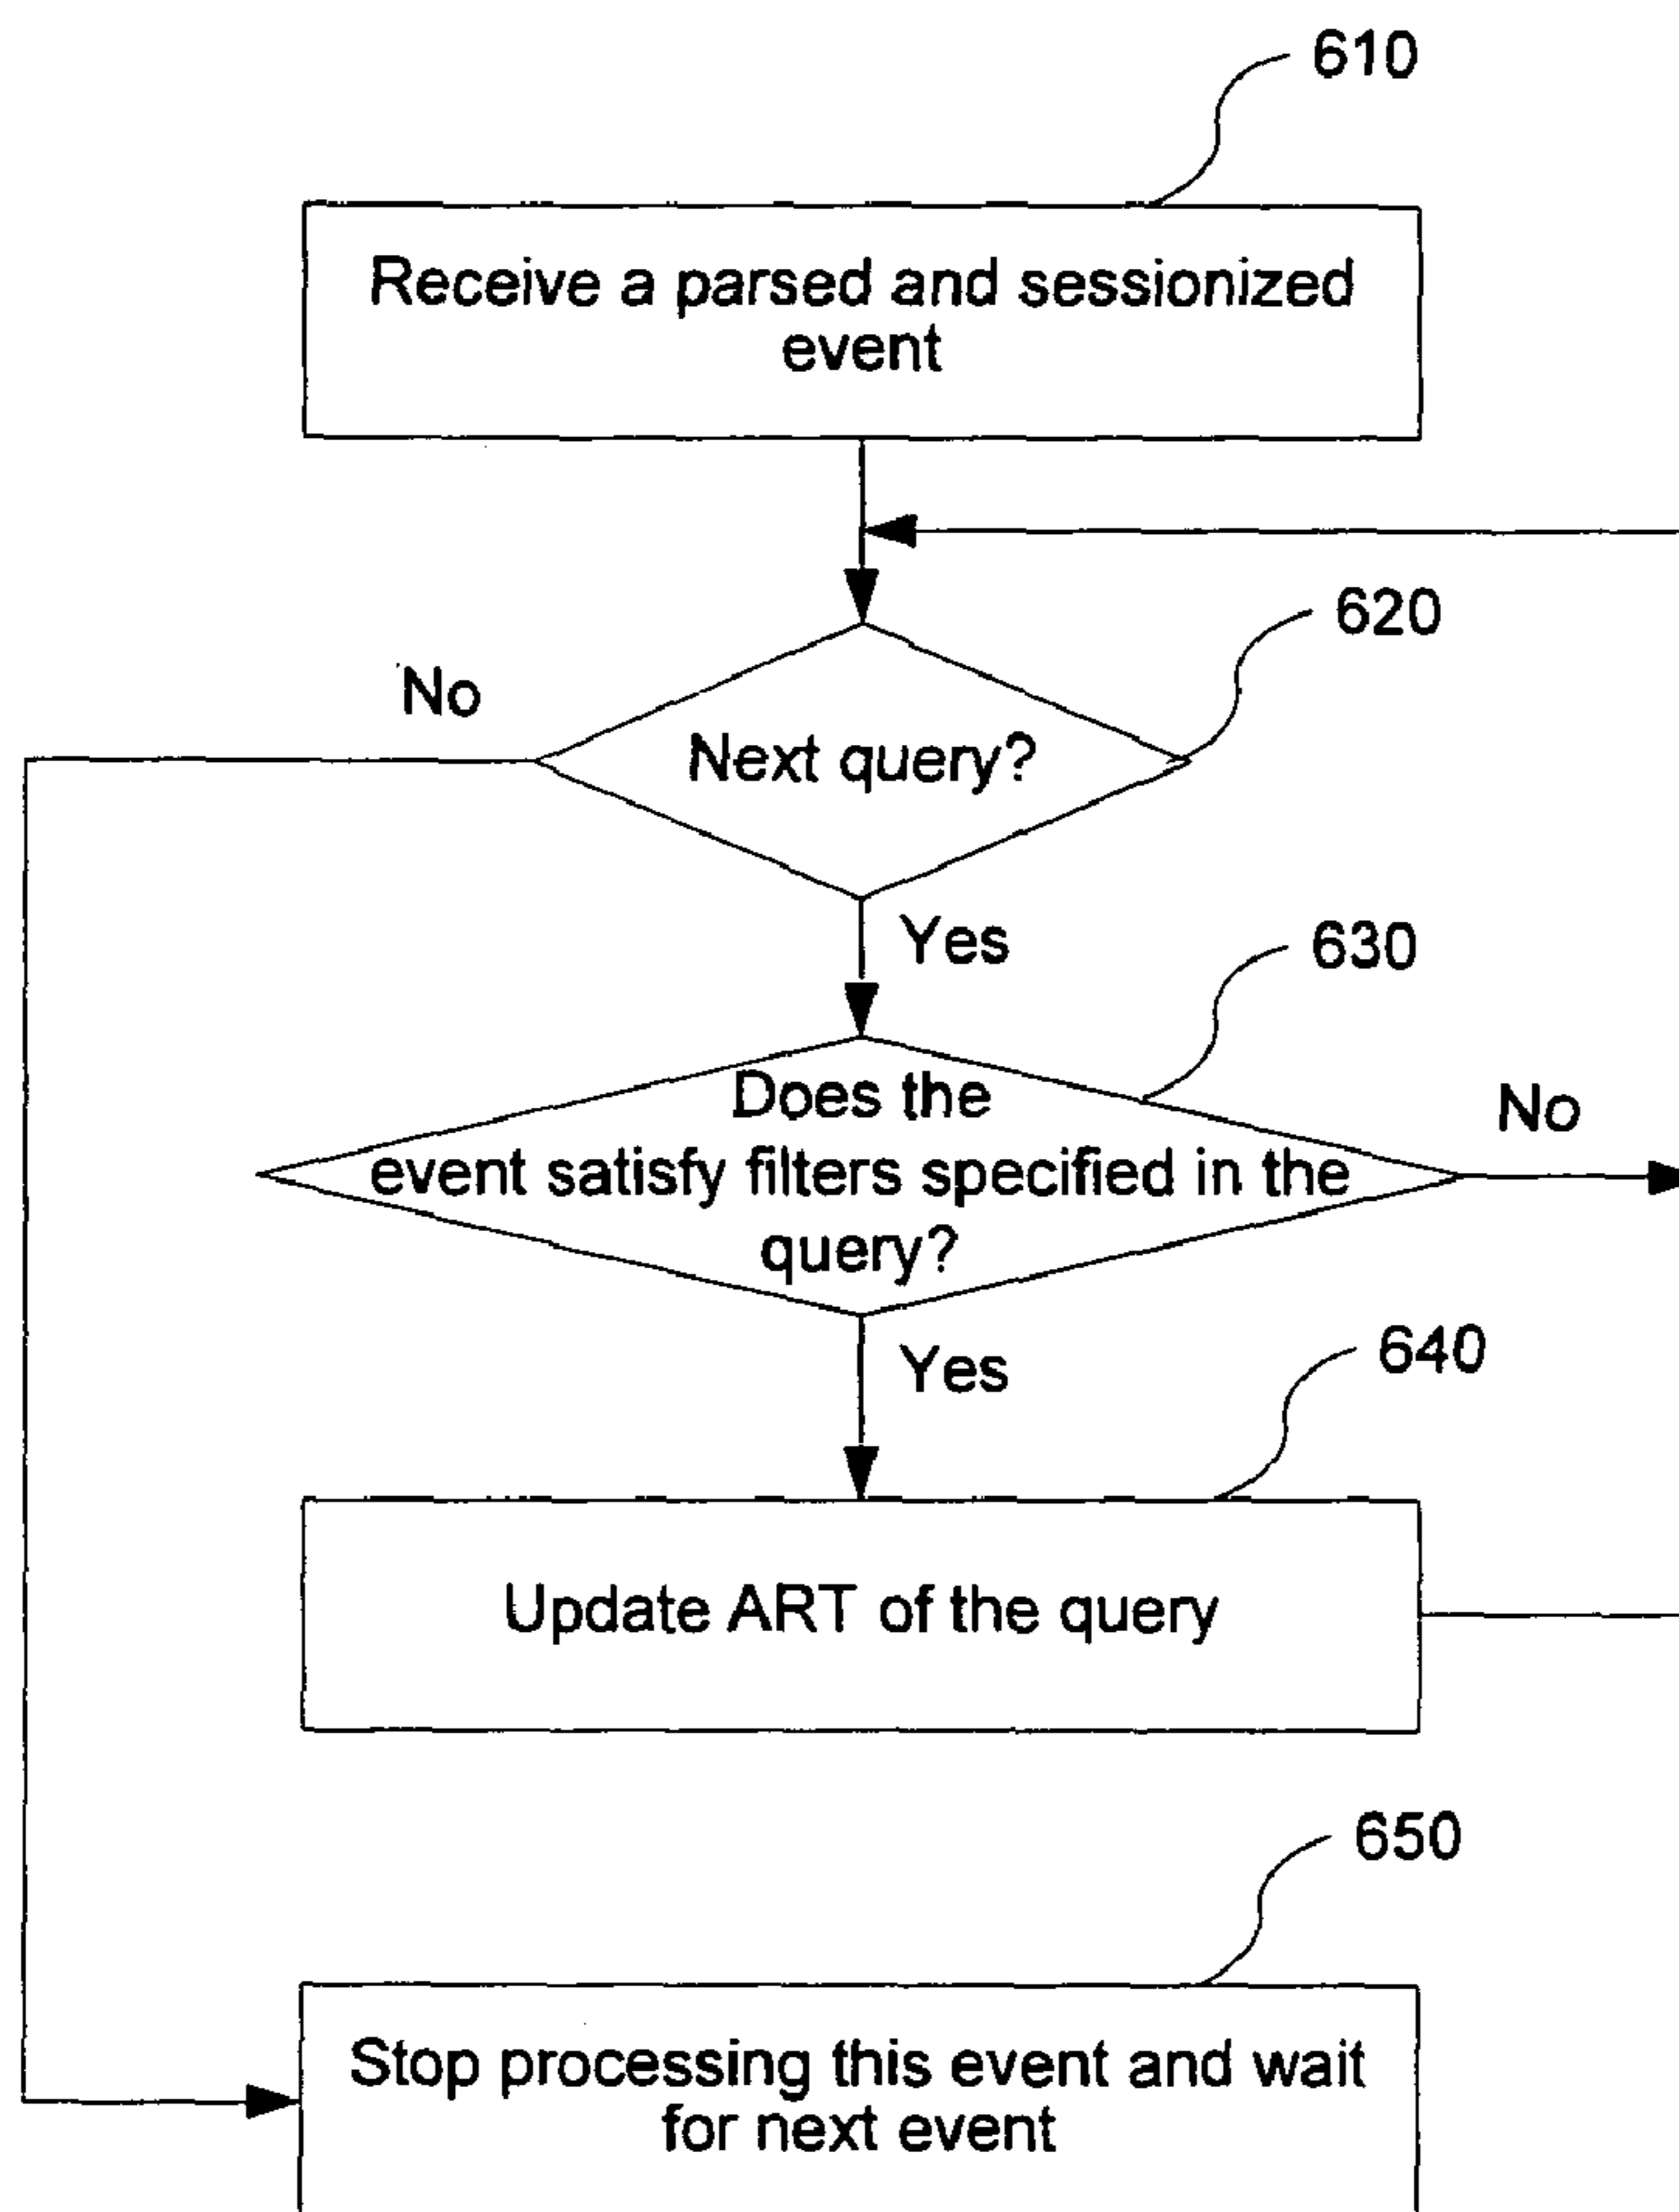 610
Receive a parsed and sessionized
event
620
No
Next query?
Yes
630
Does the
No
event satisfy filters specified in the
query?
Yes
640
Update ART of the query
650
Stop processing this event and wait
for next event